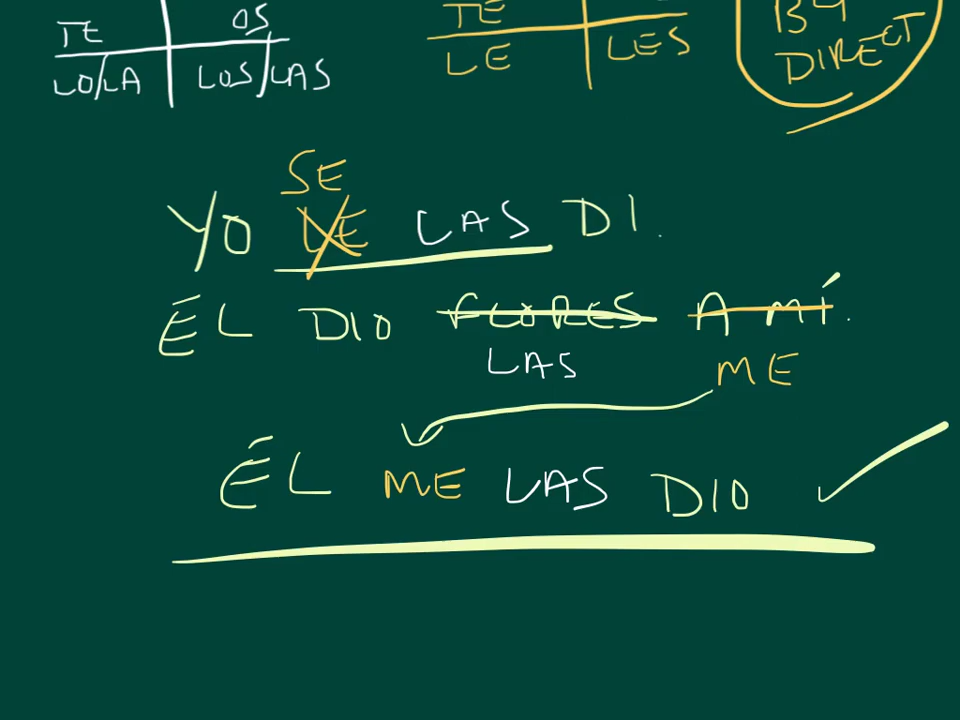 TE OS TE B4
LO/LA LOS/LAS LE LES DIRECT
SE
YO LE LAS DI.
ÉL DIO FLORES A MÍ.
LAS ME
ÉL ME LAS DIO